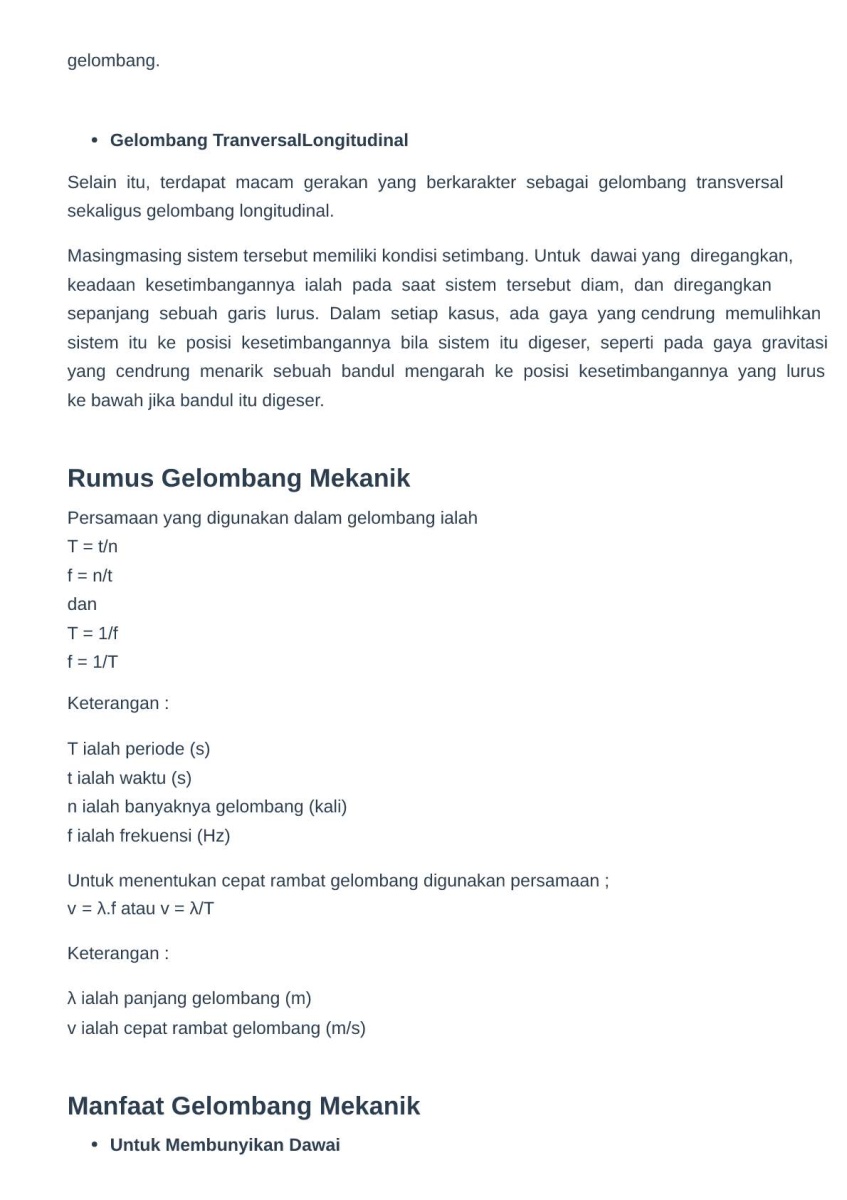 gelombang.
• Gelombang TranversalLongitudinal
Selain itu, terdapat macam gerakan yang berkarakter sebagai gelombang transversal
sekaligus gelombang longitudinal.
Masingmasing sistem tersebut memiliki kondisi setimbang. Untuk dawai yang diregangkan,
keadaan kesetimbangannya ialah pada saat sistem tersebut diam, dan diregangkan
sepanjang sebuah garis lurus. Dalam setiap kasus, ada gaya yang cendrung memulihkan
sistem itu ke posisi kesetimbangannya bila sistem itu digeser, seperti pada gaya gravitasi
yang cendrung menarik sebuah bandul mengarah ke posisi kesetimbangannya yang lurus
ke bawah jika bandul itu digeser.
Rumus Gelombang Mekanik
Persamaan yang digunakan dalam gelombang ialah
T = t/n
f = n/t
dan
T = 1/f
f = 1/T
Keterangan :
T ialah periode (s)
t ialah waktu (s)
n ialah banyaknya gelombang (kali)
f ialah frekuensi (Hz)
Untuk menentukan cepat rambat gelombang digunakan persamaan ;
v = λ.f atau v = λ/T
Keterangan :
λ ialah panjang gelombang (m)
v ialah cepat rambat gelombang (m/s)
Manfaat Gelombang Mekanik
• Untuk Membunyikan Dawai